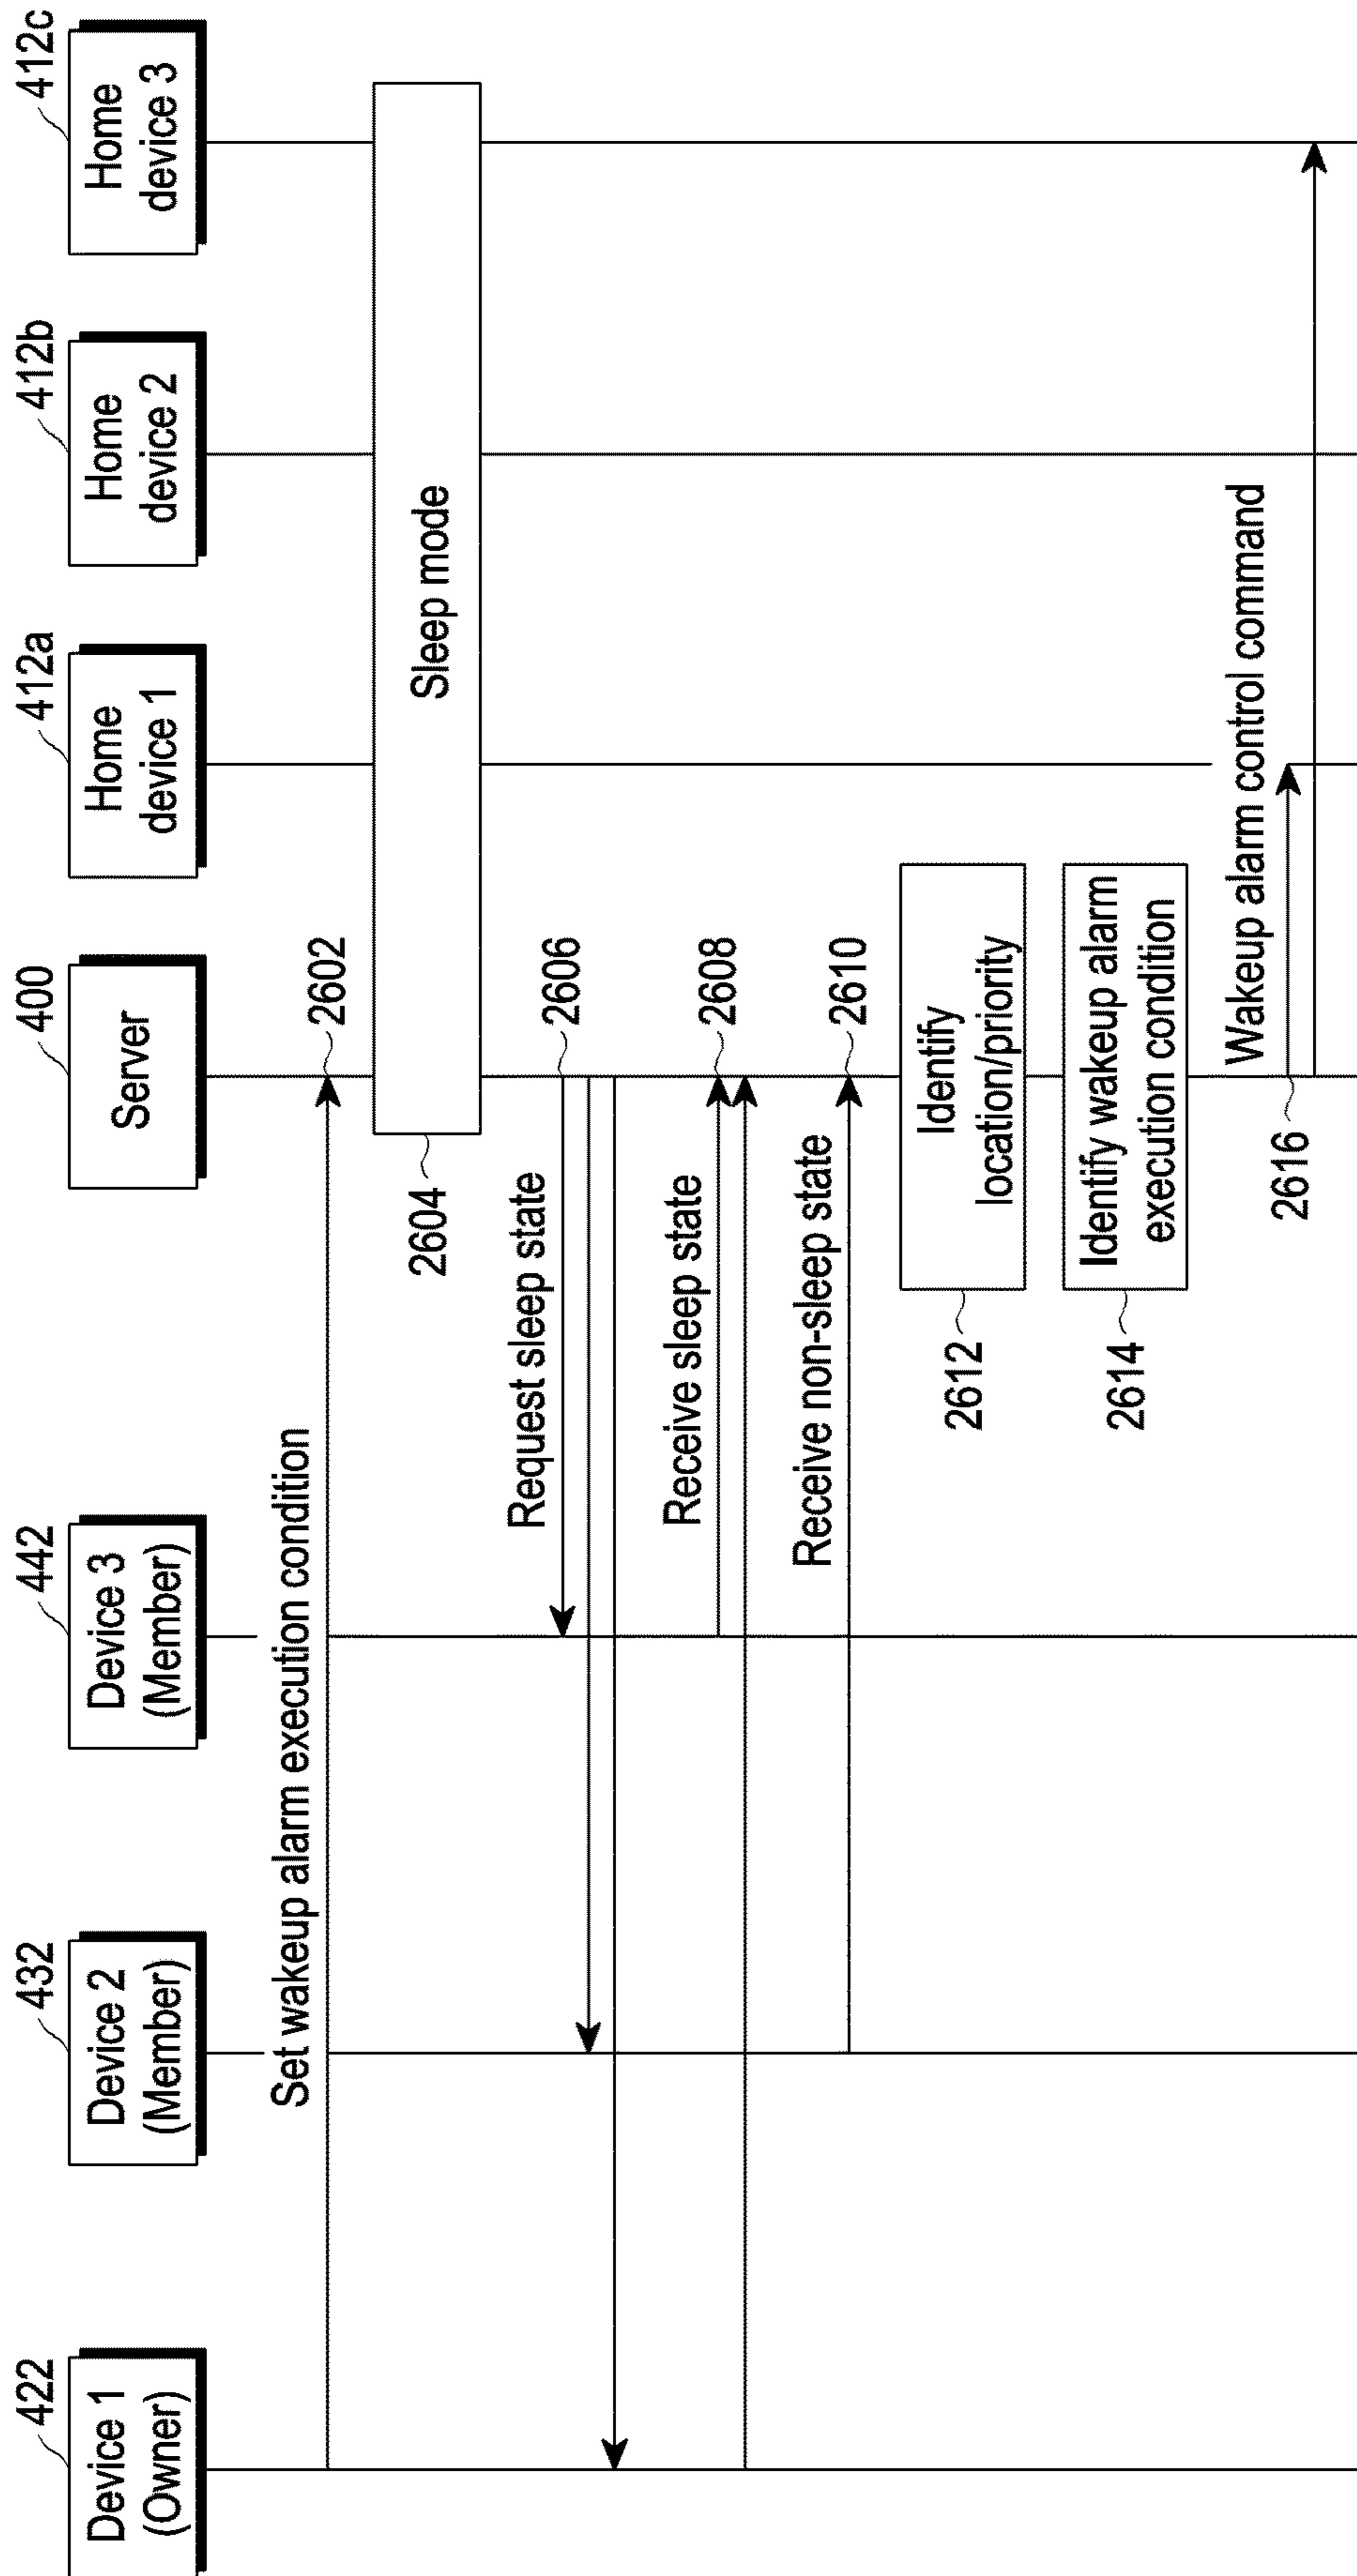 422
Device 1
(Owner)
432
Device 2
(Member)
442
Device 3
(Member)
400
Server
412a
Home
device 1
412b
Home
device 2
412c
Home
device 3
Set wakeup alarm execution condition
2602
2604
Sleep mode
Request sleep state
2606
Receive sleep state
2608
Receive non-sleep state
2610
2612
Identify
location/priority
2614
Identify wakeup alarm
execution condition
Wakeup alarm control command
2616